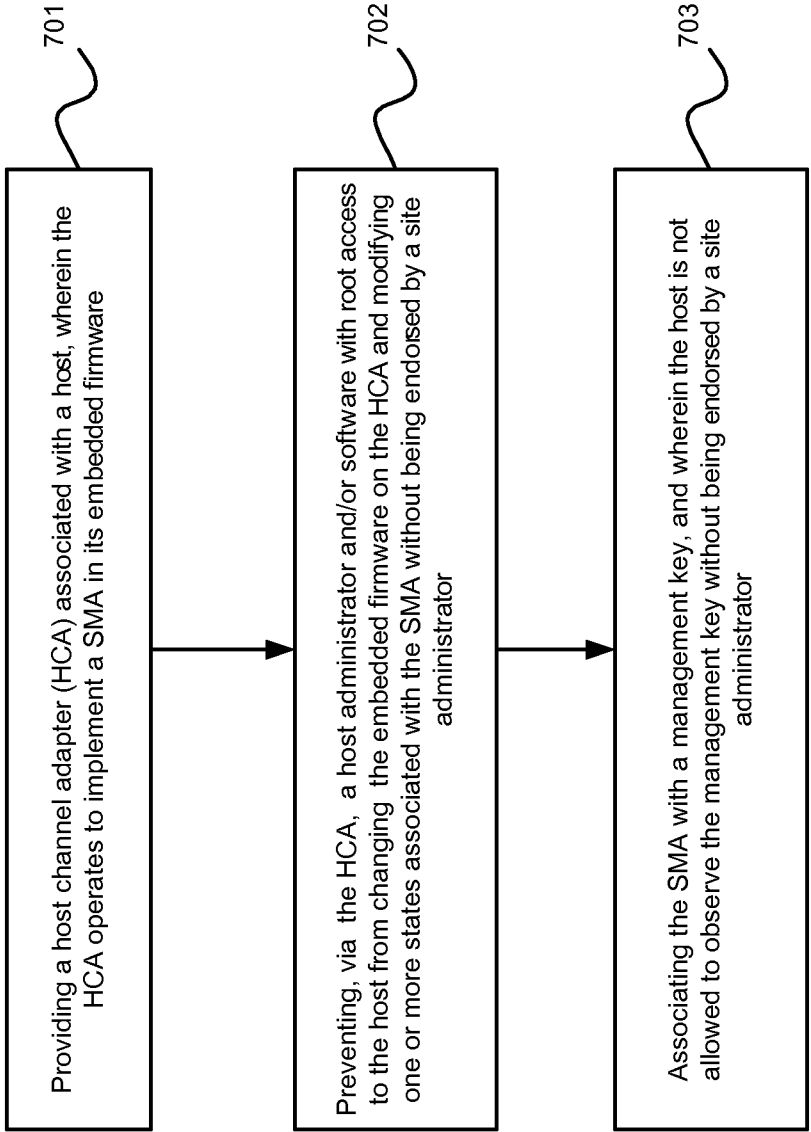 Providing a host channel adapter (HCA) associated with a host, wherein the
HCA operates to implement a SMA in its embedded firmware
701
Preventing, via the HCA, a host administrator and/or software with root access
to the host from changing the embedded firmware on the HCA and modifying
one or more states associated with the SMA without being endorsed by a site
administrator
702
Associating the SMA with a management key, and wherein the host is not
allowed to observe the management key without being endorsed by a site
administrator
703